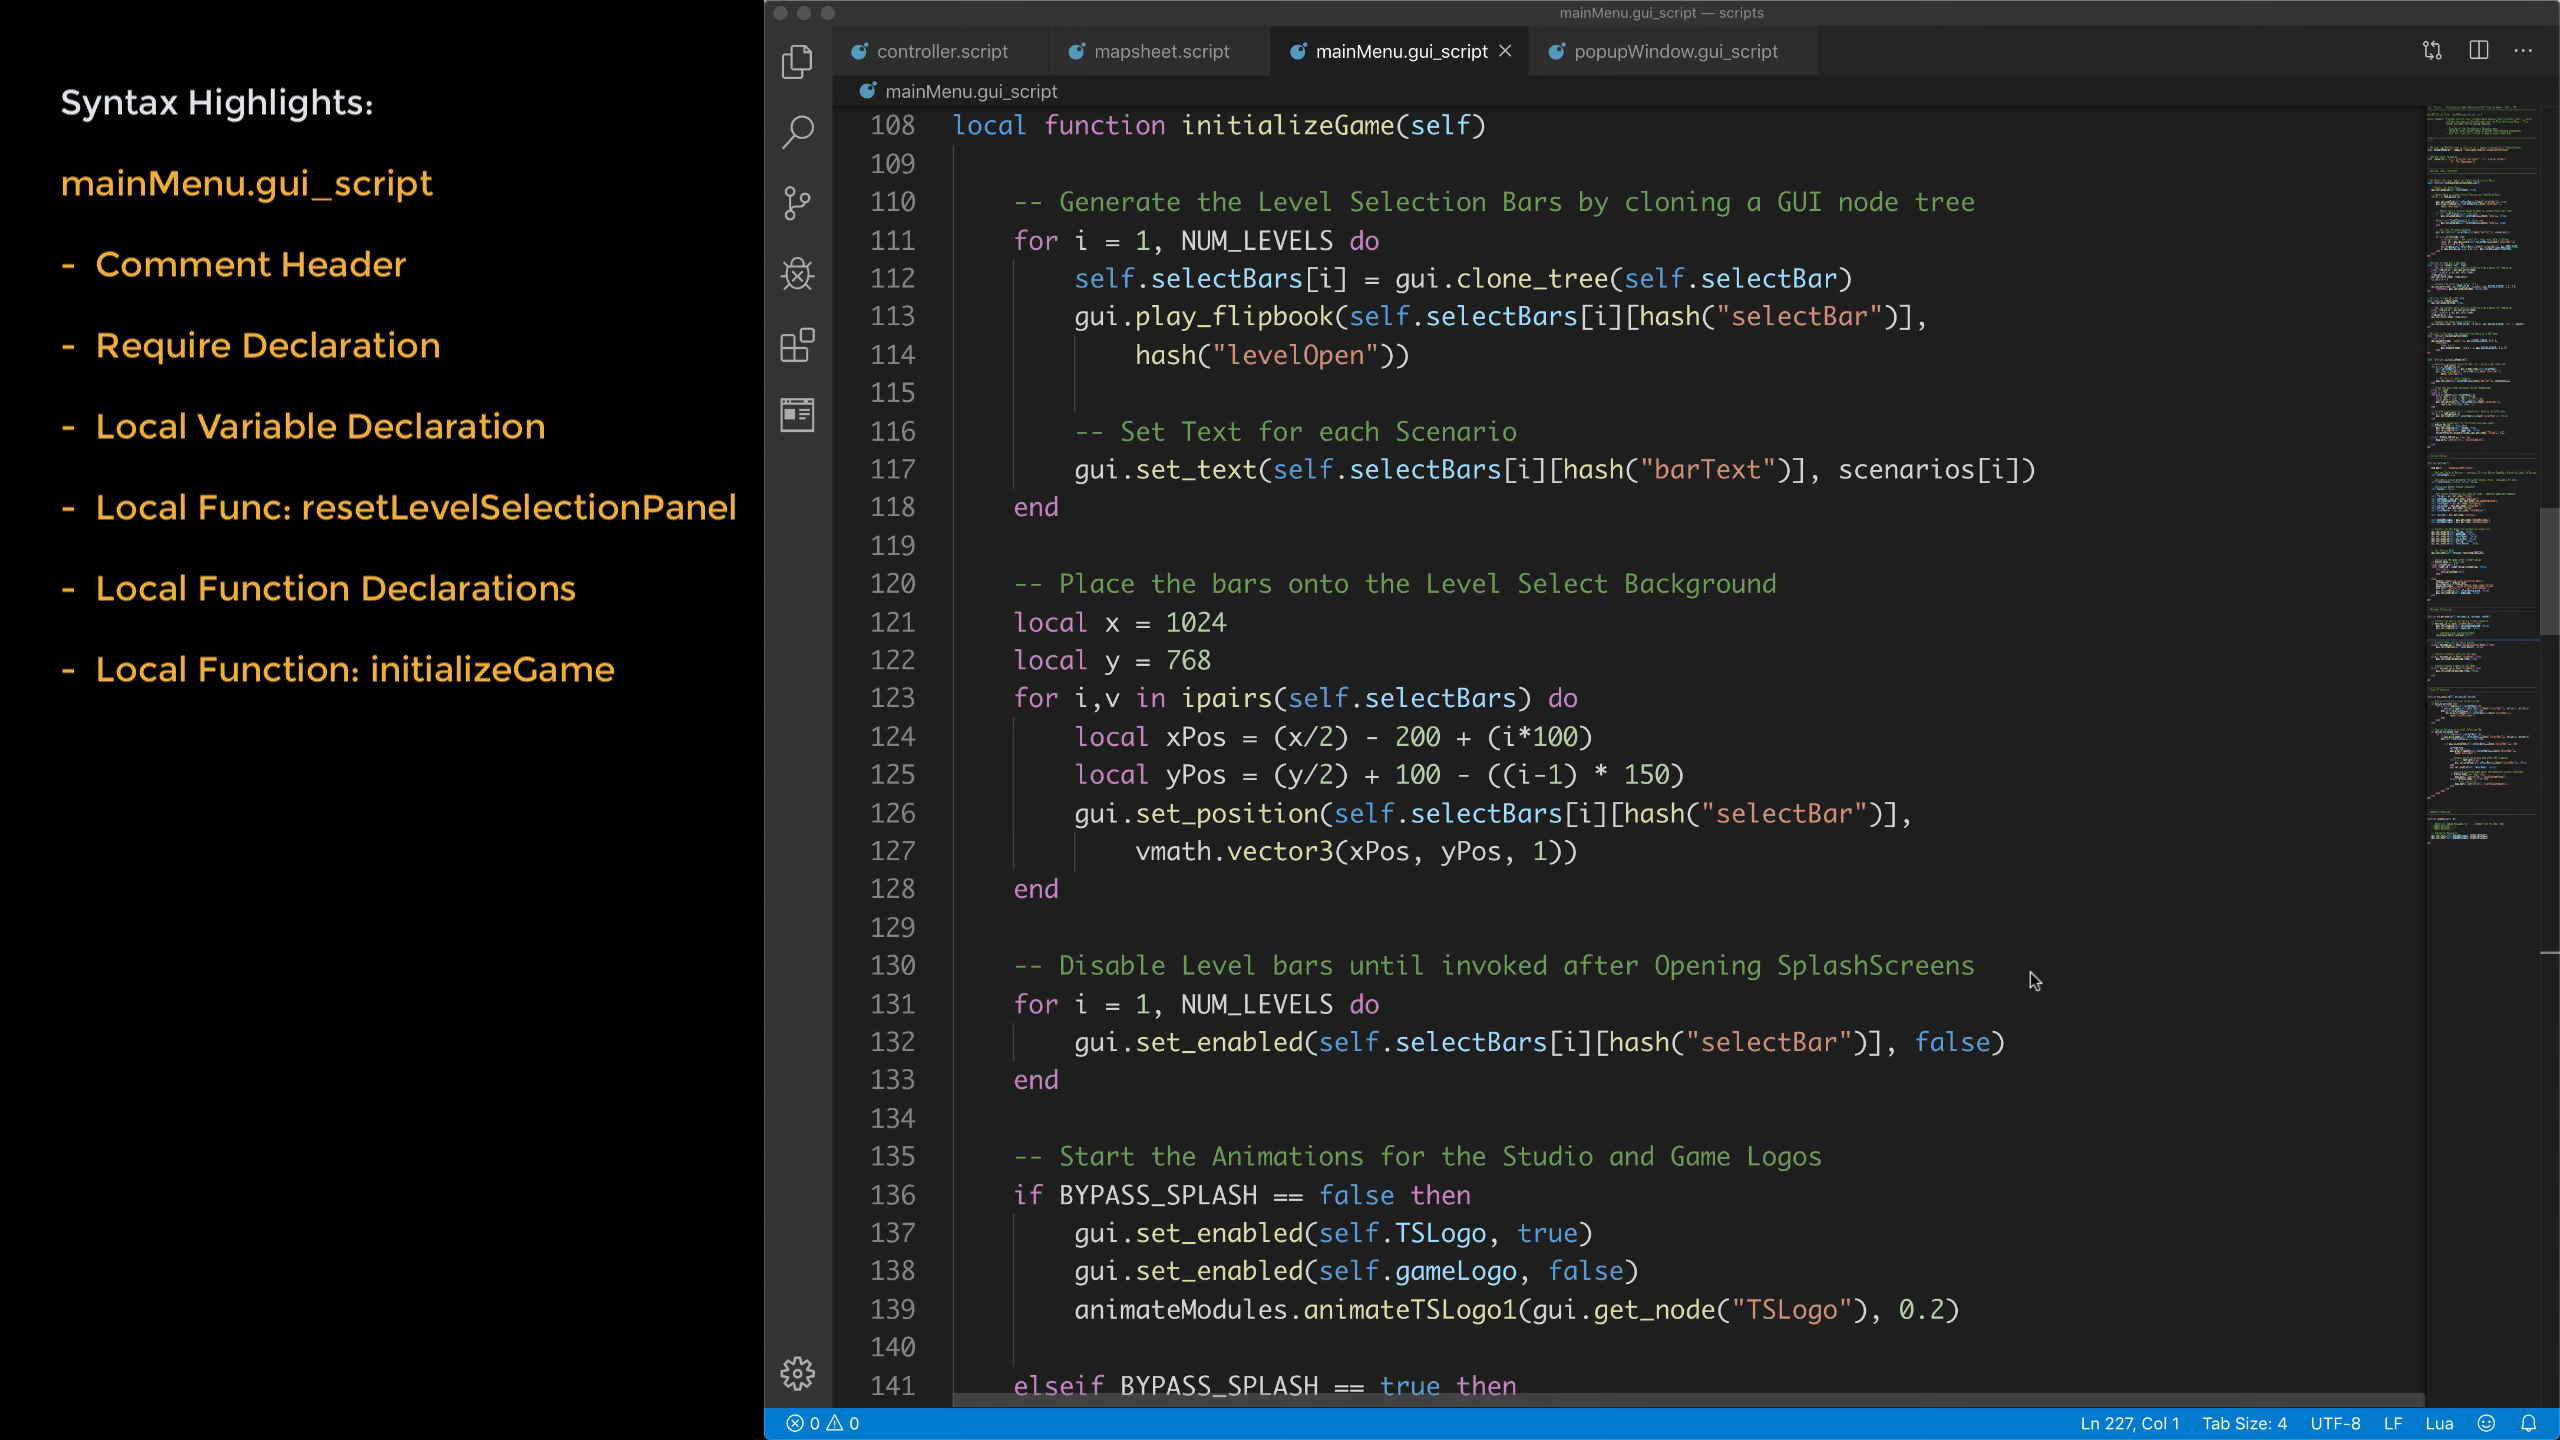 Syntax Highlights:
mainMenu.gui_script
- Comment Header
- Require Declaration
- Local Variable Declaration
- Local Func: resetLevelSelectionPanel
- Local Function Declarations
- Local Function: initializeGame
mainMenu.gui_script — scripts
controller.script
mapsheet.script
mainMenu.gui_script
popupWindow.gui_script
mainMenu.gui_script
108 local function initializeGame(self)
109
110 -- Generate the Level Selection Bars by cloning a GUI node tree
111 for i = 1, NUM_LEVELS do
112 self.selectBars[i] = gui.clone_tree(self.selectBar)
113 gui.play_flipbook(self.selectBars[i][hash("selectBar")],
114 hash("levelOpen"))
115
116 -- Set Text for each Scenario
117 gui.set_text(self.selectBars[i][hash("barText")], scenarios[i])
118 end
119
120 -- Place the bars onto the Level Select Background
121 local x = 1024
122 local y = 768
123 for i,v in ipairs(self.selectBars) do
124 local xPos = (x/2) - 200 + (i*100)
125 local yPos = (y/2) + 100 - ((i-1) * 150)
126 gui.set_position(self.selectBars[i][hash("selectBar")],
127 vmath.vector3(xPos, yPos, 1))
128 end
129
130 -- Disable Level bars until invoked after Opening SplashScreens
131 for i = 1, NUM_LEVELS do
132 gui.set_enabled(self.selectBars[i][hash("selectBar")], false)
133 end
134
135 -- Start the Animations for the Studio and Game Logos
136 if BYPASS_SPLASH == false then
137 gui.set_enabled(self.TSLogo, true)
138 gui.set_enabled(self.gameLogo, false)
139 animateModules.animateTSLogo1(gui.get_node("TSLogo"), 0.2)
140
141 elseif BYPASS_SPLASH == true then
0 0
Ln 227, Col 1 Tab Size: 4 UTF-8 LF Lua